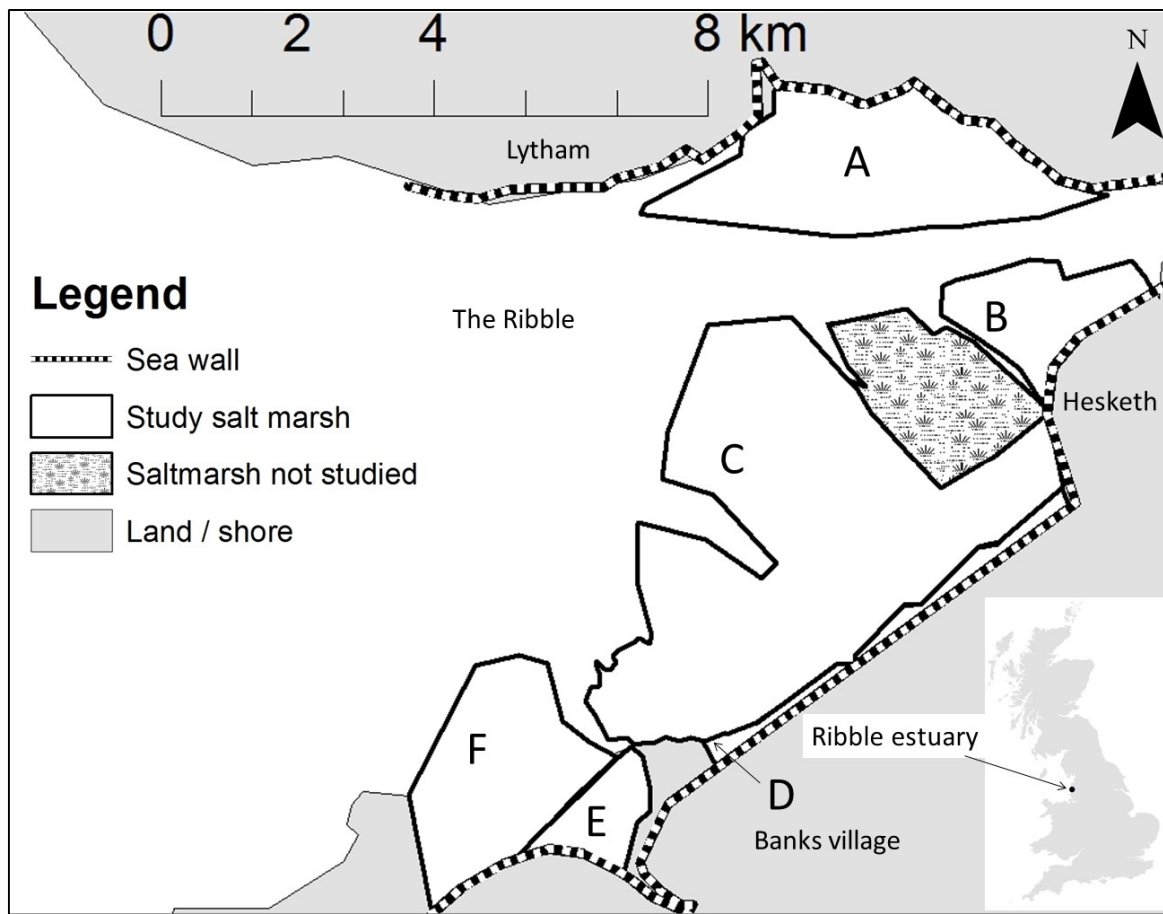 0 2 4 8 km
N
Lytham
A
Legend
The Ribble
B
Sea wall
Hesketh
Study salt marsh
C
Saltmarsh not studied
Land / shore
Ribble estuary
F
D
E
Banks village